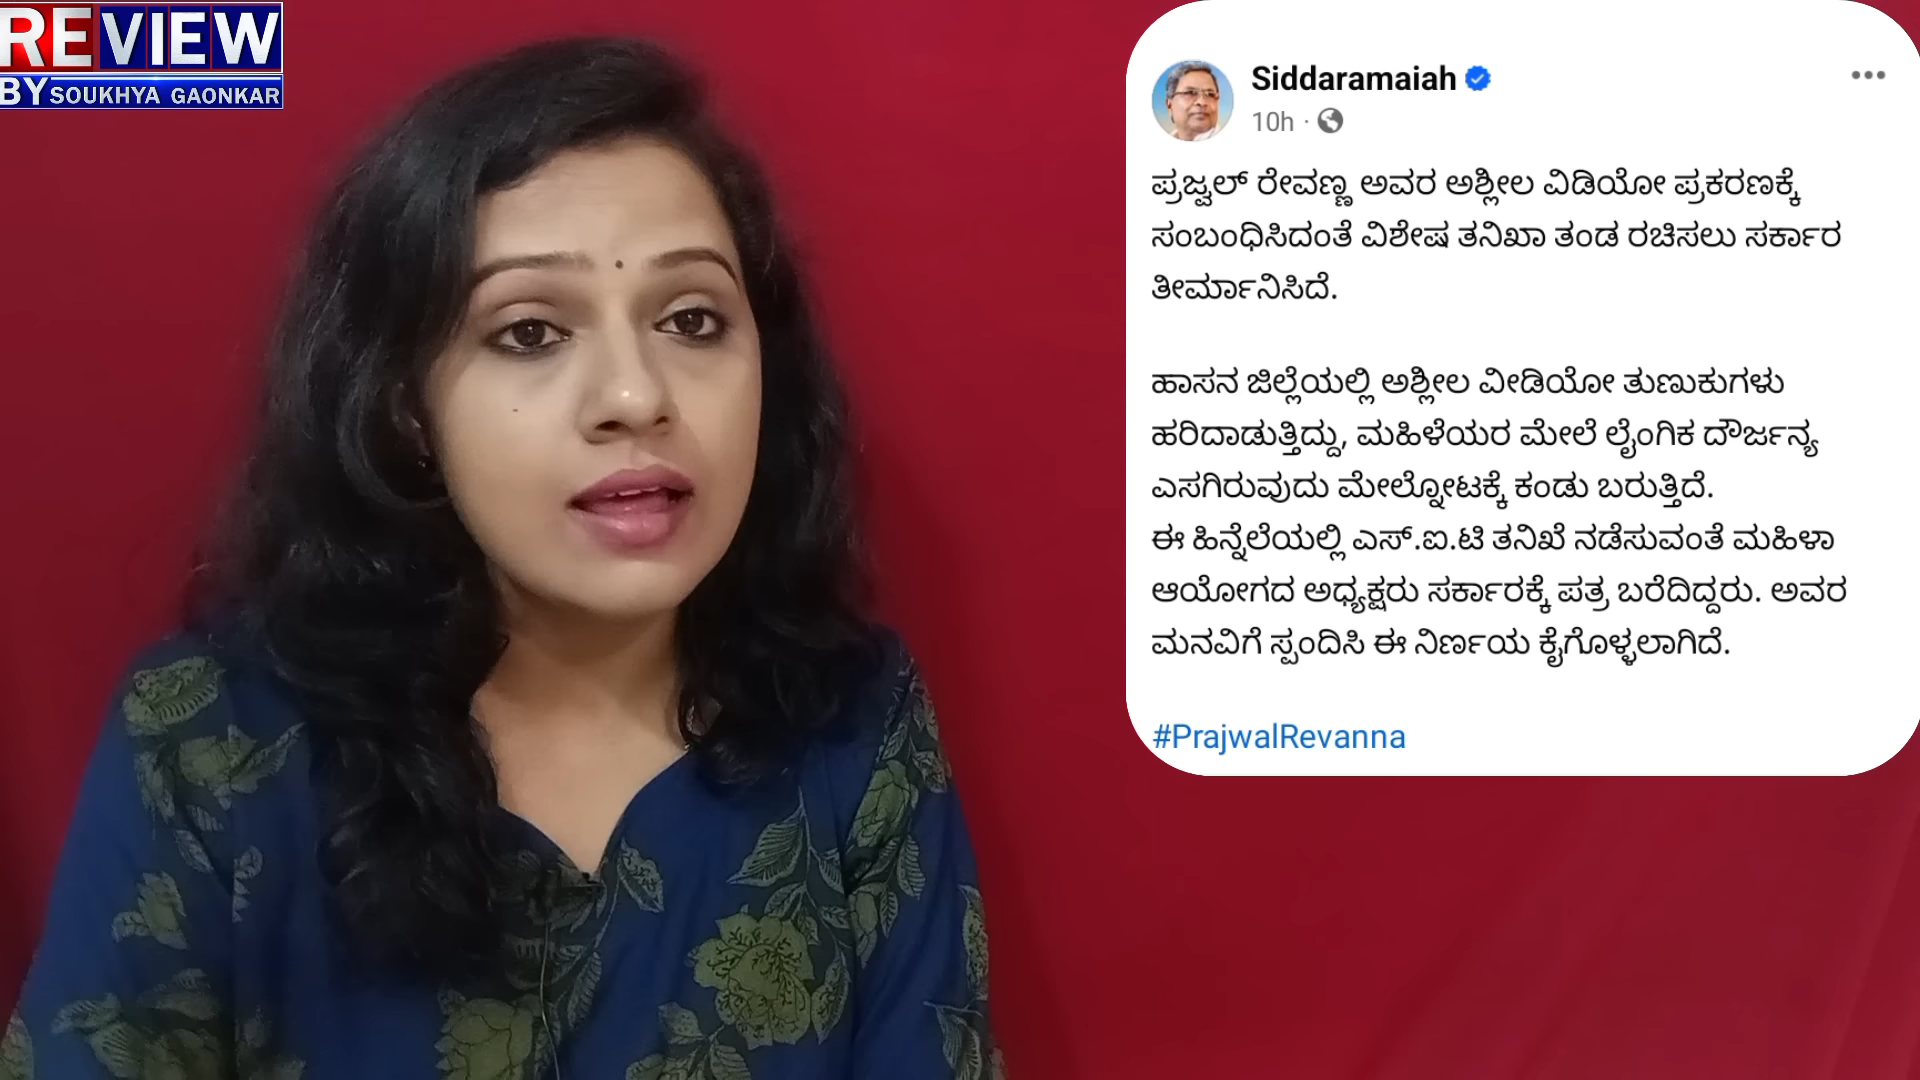 REVIEW
BY SOUKHYA GAONKAR
Siddaramaiah
10h ·
ಪ್ರಜ್ವಲ್ ರೇವಣ್ಣ ಅವರ ಅಶ್ಲೀಲ ವಿಡಿಯೋ ಪ್ರಕರಣಕ್ಕೆ
ಸಂಬಂಧಿಸಿದಂತೆ ವಿಶೇಷ ತನಿಖಾ ತಂಡ ರಚಿಸಲು ಸರ್ಕಾರ
ತೀರ್ಮಾನಿಸಿದೆ.
ಹಾಸನ ಜಿಲ್ಲೆಯಲ್ಲಿ ಅಶ್ಲೀಲ ವೀಡಿಯೋ ತುಣುಕುಗಳು
ಹರಿದಾಡುತ್ತಿದ್ದು, ಮಹಿಳೆಯರ ಮೇಲೆ ಲೈಂಗಿಕ ದೌರ್ಜನ್ಯ
ಎಸಗಿರುವುದು ಮೇಲ್ನೋಟಕ್ಕೆ ಕಂಡು ಬರುತ್ತಿದೆ.
ಈ ಹಿನ್ನೆಲೆಯಲ್ಲಿ ಎಸ್.ಐ.ಟಿ ತನಿಖೆ ನಡೆಸುವಂತೆ ಮಹಿಳಾ
ಆಯೋಗದ ಅಧ್ಯಕ್ಷರು ಸರ್ಕಾರಕ್ಕೆ ಪತ್ರ ಬರೆದಿದ್ದರು. ಅವರ
ಮನವಿಗೆ ಸ್ಪಂದಿಸಿ ಈ ನಿರ್ಣಯ ಕೈಗೊಳ್ಳಲಾಗಿದೆ.
#PrajwalRevanna